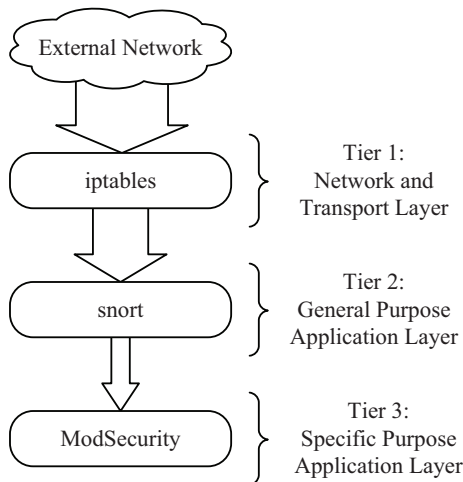 External Network
iptables
Tier 1:
Network and
Transport Layer
snort
Tier 2:
General Purpose
Application Layer
ModSecurity
Tier 3:
Specific Purpose
Application Layer